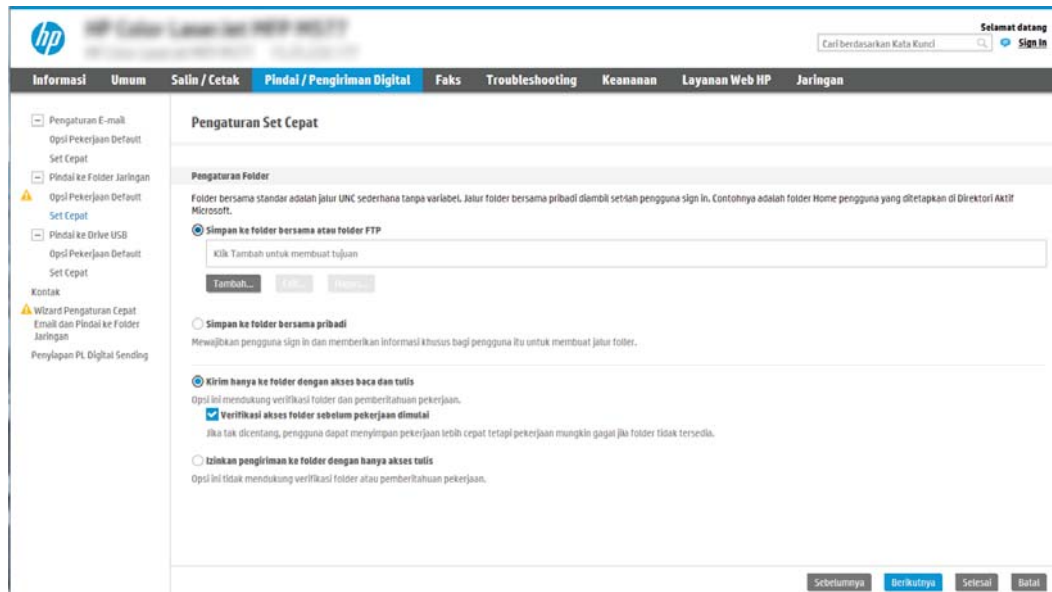 hp
Selamat datang
Cari berdasarkan Kata Kunci
Sign In
Informasi Umum Salin / Cetak Pindai / Pengiriman Digital Faks Troubleshooting Keamanan Layanan Web HP Jaringan
Pengaturan E-mail
Opsi Pekerjaan Default
Set Cepat
Pindai ke Folder Jaringan
Opsi Pekerjaan Default
Set Cepat
Pindai ke Drive USB
Opsi Pekerjaan Default
Set Cepat
Kontak
Wizard Pengaturan Cepat
Email dan Pindai ke Folder
Jaringan
Penyiapan PL Digital Sending
Pengaturan Set Cepat
Pengaturan Folder
Folder bersama standar adalah jalur UNC sederhana tanpa variabel. Jalur folder bersama pribadi diambil setelah pengguna sign in. Contohnya adalah folder Home pengguna yang ditetapkan di Direktori Aktif
Microsoft.
Simpan ke folder bersama atau folder FTP
Klik Tambah untuk membuat tujuan
Tambah...
Simpan ke folder bersama pribadi
Mewajibkan pengguna sign in dan memberikan informasi khusus bagi pengguna itu untuk membuat jalur folder.
Kirim hanya ke folder dengan akses baca dan tulis
Opsi ini mendukung verifikasi folder dan pemberitahuan pekerjaan.
Verifikasi akses folder sebelum pekerjaan dimulai
Jika tak dicentang, pengguna dapat menyimpan pekerjaan lebih cepat tetapi pekerjaan mungkin gagal jika folder tidak tersedia.
Izinkan pengiriman ke folder dengan hanya akses tulis
Opsi ini tidak mendukung verifikasi folder atau pemberitahuan pekerjaan.
Sebelumnya Berikutnya Selesai Batal